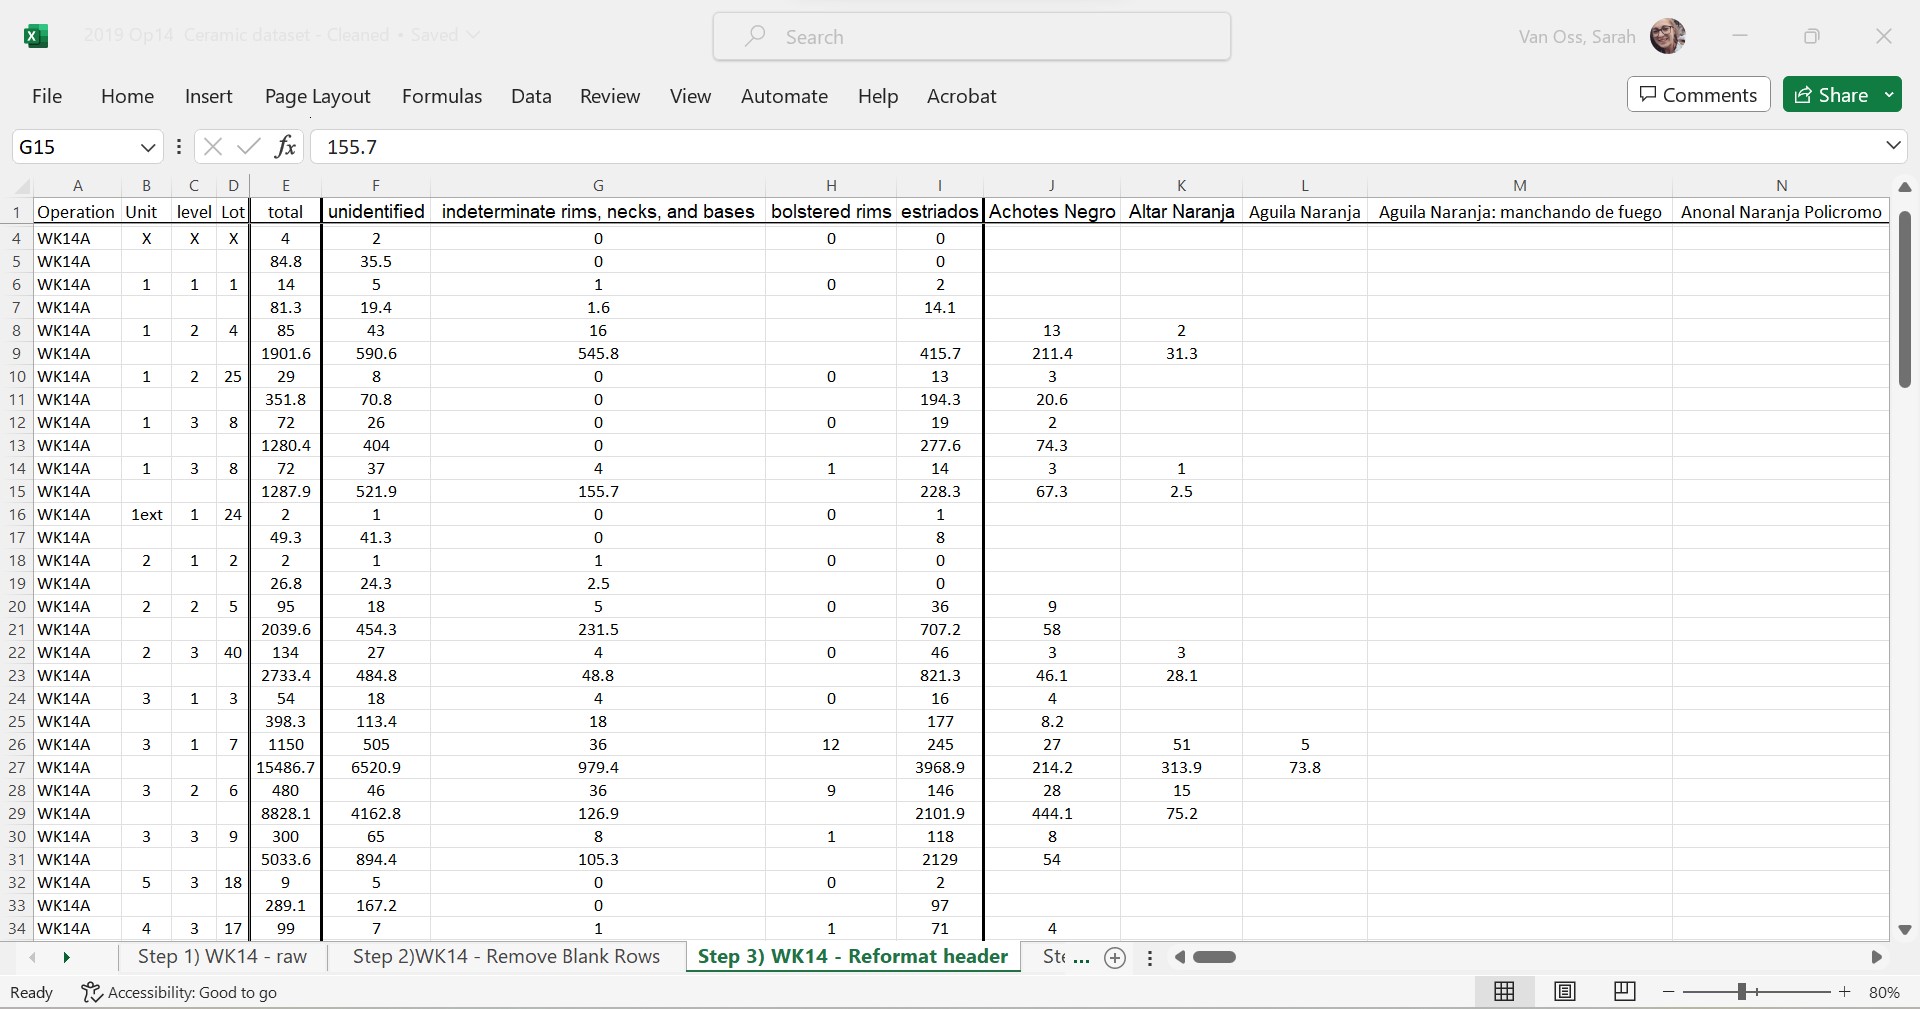 2019 Op14 Ceramic dataset - Cleaned • Saved
Search
Van Oss, Sarah
File Home Insert Page Layout Formulas Data Review View Automate Help Acrobat
Comments Share
G15 fx 155.7
A B C D E F G H I J K L M N
1 Operation Unit level Lot total unidentified indeterminate rims, necks, and bases bolstered rims estriados Achotes Negro Altar Naranja Aguila Naranja Aguila Naranja: manchando de fuego Anonal Naranja Policromo
4 WK14A X X X 4 2 0 0 0
5 WK14A 84.8 35.5 0 0
6 WK14A 1 1 1 14 5 1 0 2
7 WK14A 81.3 19.4 1.6 14.1
8 WK14A 1 2 4 85 43 16 13 2
9 WK14A 1901.6 590.6 545.8 415.7 211.4 31.3
10 WK14A 1 2 25 29 8 0 0 13 3
11 WK14A 351.8 70.8 0 194.3 20.6
12 WK14A 1 3 8 72 26 0 0 19 2
13 WK14A 1280.4 404 0 277.6 74.3
14 WK14A 1 3 8 72 37 4 1 14 3 1
15 WK14A 1287.9 521.9 155.7 228.3 67.3 2.5
16 WK14A 1ext 1 24 2 1 0 0 1
17 WK14A 49.3 41.3 0 8
18 WK14A 2 1 2 2 1 1 0 0
19 WK14A 26.8 24.3 2.5 0
20 WK14A 2 2 5 95 18 5 0 36 9
21 WK14A 2039.6 454.3 231.5 707.2 58
22 WK14A 2 3 40 134 27 4 0 46 3 3
23 WK14A 2733.4 484.8 48.8 821.3 46.1 28.1
24 WK14A 3 1 3 54 18 4 0 16 4
25 WK14A 398.3 113.4 18 177 8.2
26 WK14A 3 1 7 1150 505 36 12 245 27 51 5
27 WK14A 15486.7 6520.9 979.4 3968.9 214.2 313.9 73.8
28 WK14A 3 2 6 480 46 36 9 146 28 15
29 WK14A 8828.1 4162.8 126.9 2101.9 444.1 75.2
30 WK14A 3 3 9 300 65 8 1 118 8
31 WK14A 5033.6 894.4 105.3 2129 54
32 WK14A 5 3 18 9 5 0 0 2
33 WK14A 289.1 167.2 0 97
34 WK14A 4 3 17 99 7 1 1 71 4
Step 1) WK14 - raw Step 2)WK14 - Remove Blank Rows Step 3) WK14 - Reformat header Ste ...
Ready Accessibility: Good to go 80%